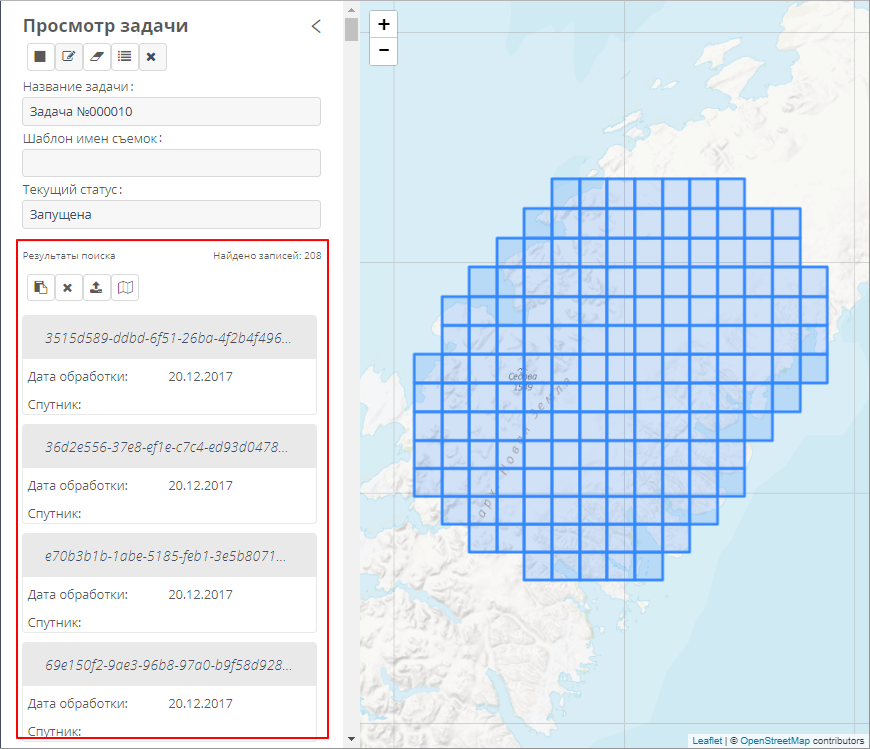 Просмотр задачи
Название задачи:
Задача №000010
Шаблон имен съемок:
Текущий статус:
Запущена
Результаты поиска Найдено записей: 208
3515d589-ddbd-6f51-26ba-4f2b4f496...
Дата обработки: 20.12.2017
Спутник:
36d2e556-37e8-ef1e-c7c4-ed93d0478...
Дата обработки: 20.12.2017
Спутник:
e70b3b1b-1abe-5185-feb1-3e5b8071...
Дата обработки: 20.12.2017
Спутник:
69e150f2-9ae3-96b8-97a0-b9f58d928...
Дата обработки: 20.12.2017
Спутник:
+
−
Седова
1549
арх. Новая Земля
Leaflet | © OpenStreetMap contributors